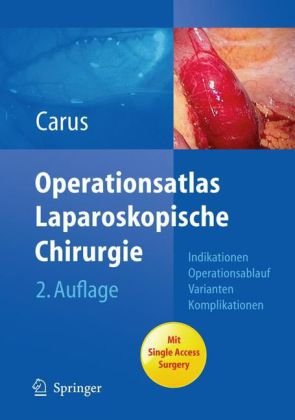 Carus
Operationsatlas
Laparoskopische
Chirurgie
2. Auflage
Indikationen
Operationsablauf
Varianten
Komplikationen
Mit
Single Access
Surgery
Springer